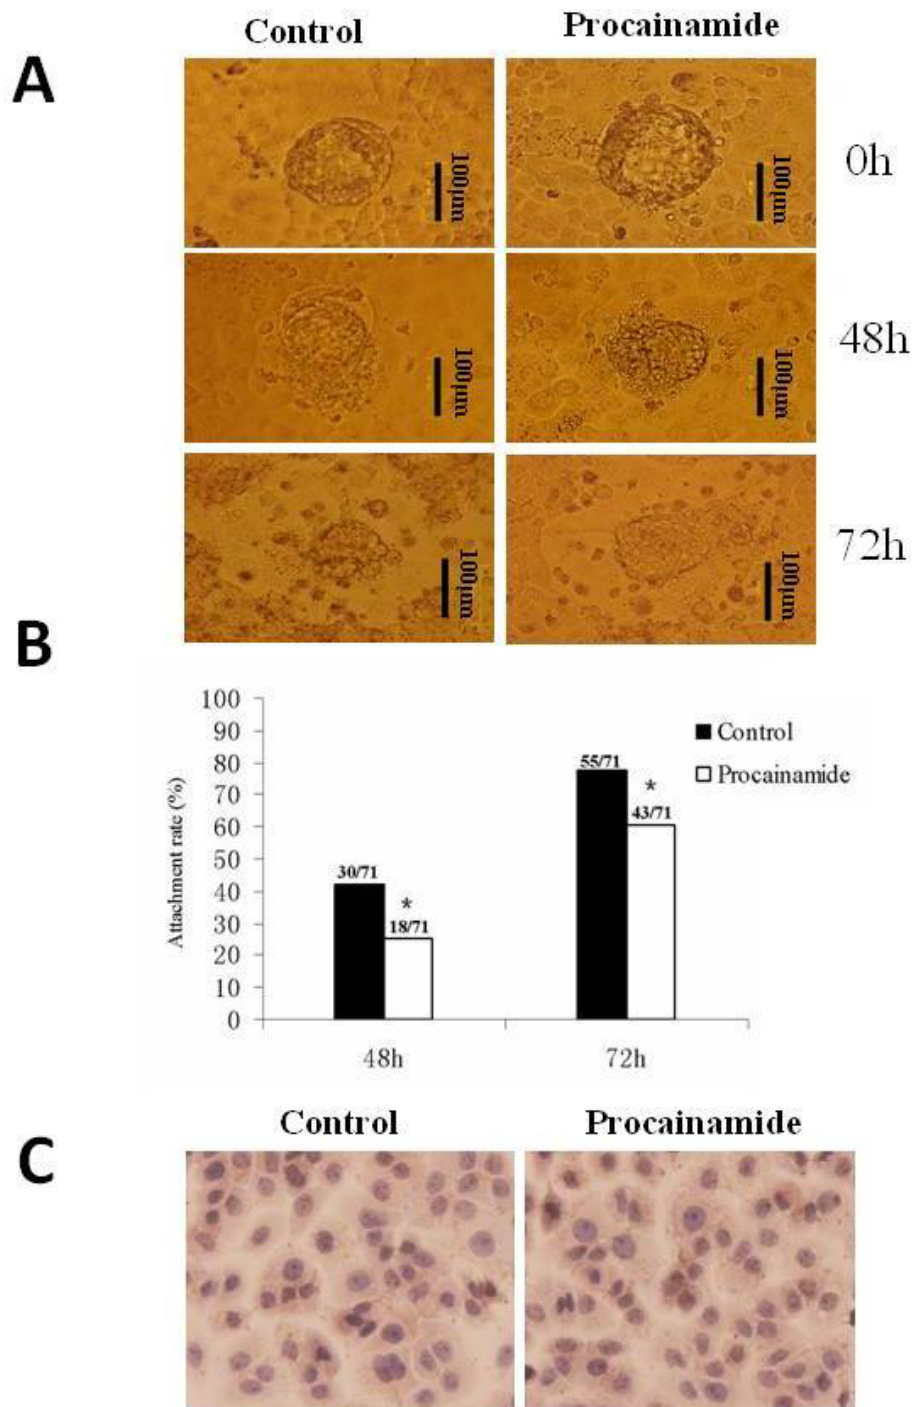 Control
Procainamide
A
100μm
100μm
0h
100μm
100μm
48h
100μm
100μm
72h
B
100
90
80
70
60
50
40
30
20
10
0
Attachment rate (%)
30/71
*
18/71
55/71
*
43/71
Control
Procainamide
48h
72h
C
Control
Procainamide